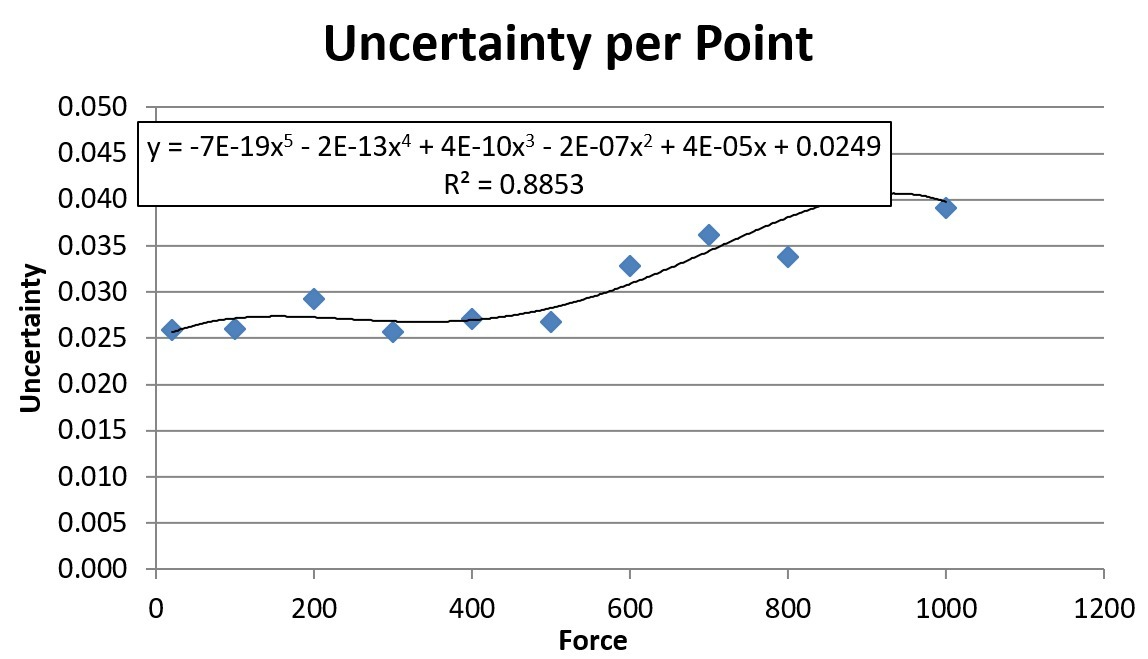 Uncertainty per Point
y = -7E-19x⁵ - 2E-13x⁴ + 4E-10x³ - 2E-07x² + 4E-05x + 0.0249
R² = 0.8853
Uncertainty
0.050
0.045
0.040
0.035
0.030
0.025
0.020
0.015
0.010
0.005
0.000
0 200 400 600 800 1000 1200
Force